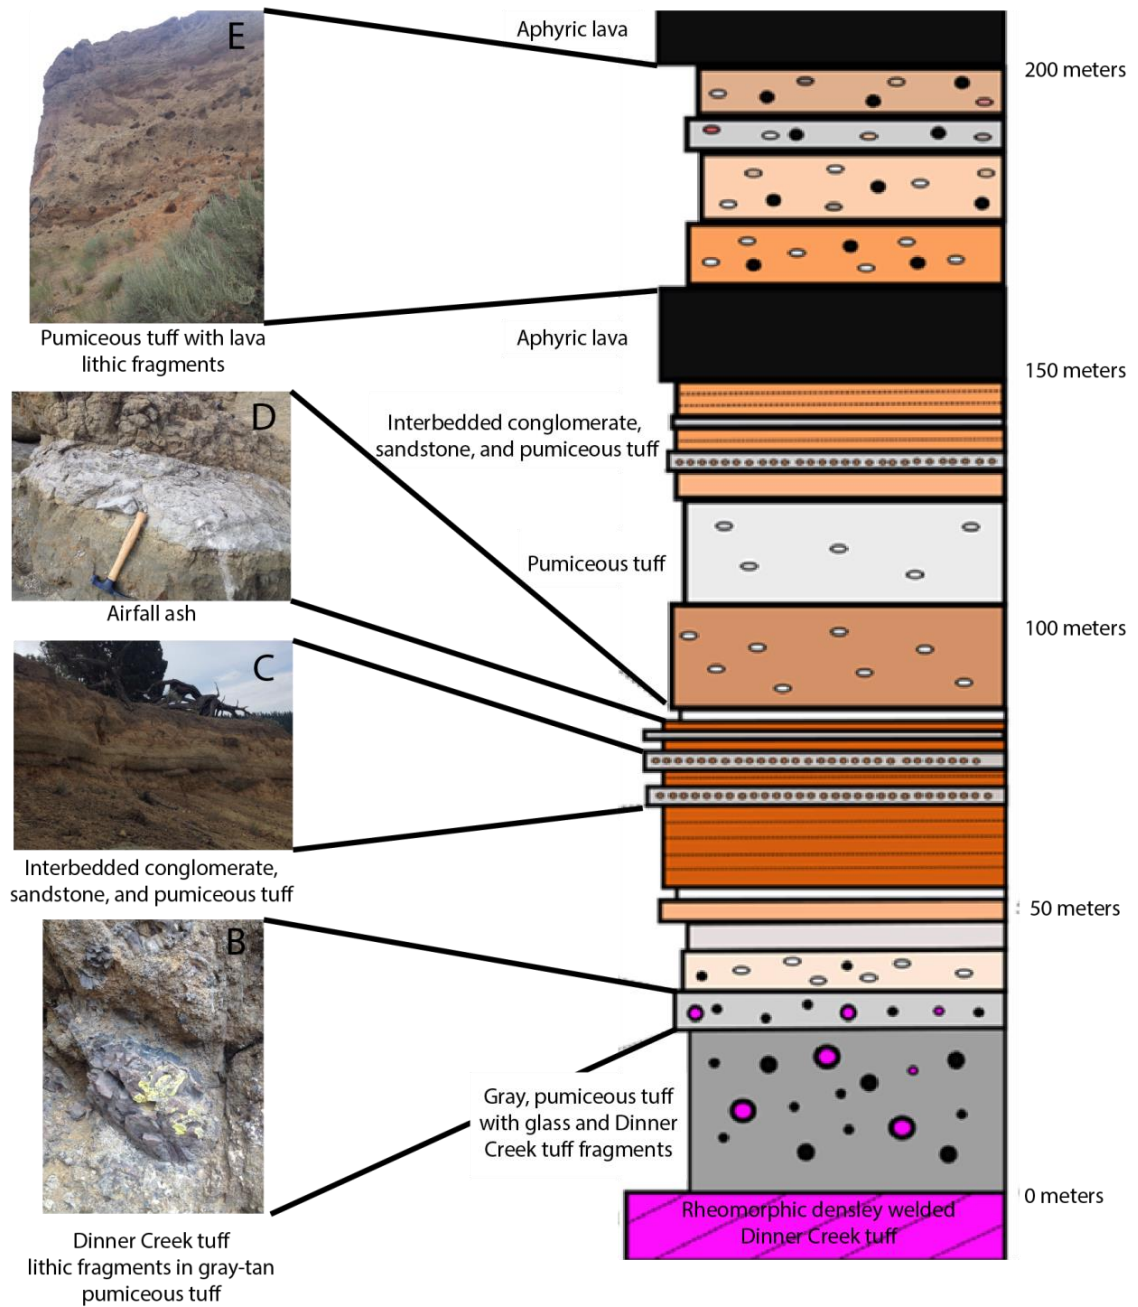 E
Pumiceous tuff with lava
lithic fragments
D
Airfall ash
C
Interbedded conglomerate,
sandstone, and pumiceous tuff
B
Dinner Creek tuff
lithic fragments in gray-tan
pumiceous tuff
Aphyric lava
Aphyric lava
Interbedded conglomerate,
sandstone, and pumiceous tuff
Pumiceous tuff
Gray, pumiceous tuff
with glass and Dinner
Creek tuff fragments
Rheomorphic densley welded
Dinner Creek tuff
200 meters
150 meters
100 meters
50 meters
0 meters